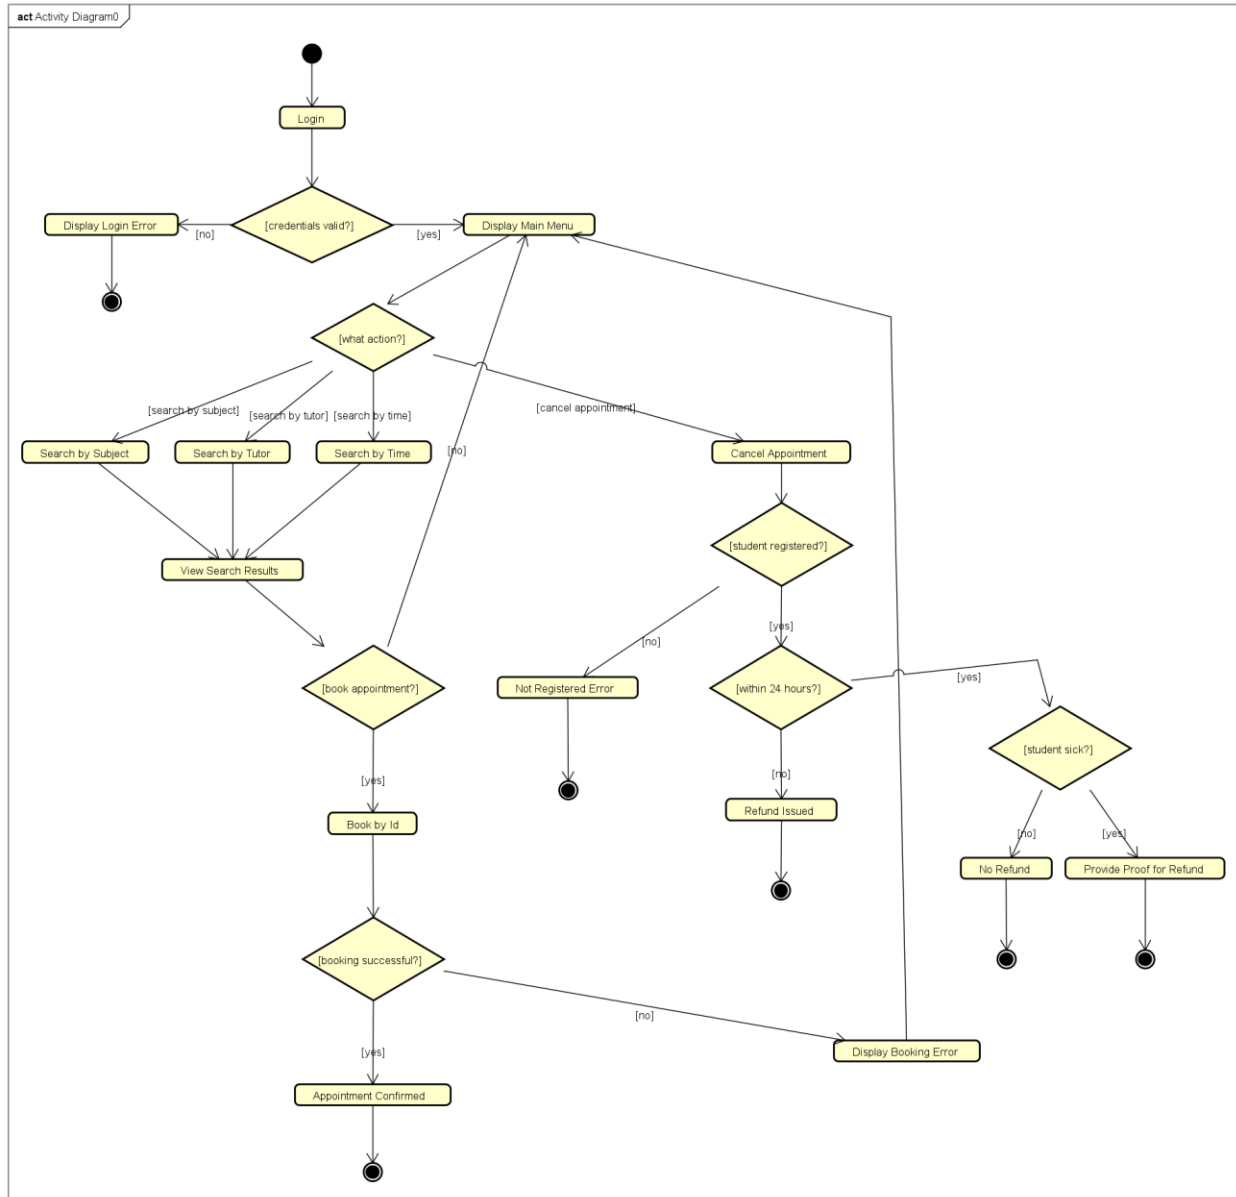 act Activity Diagram0
Login
[credentials valid?]
Display Login Error
[no]
[yes]
Display Main Menu
[what action?]
[search by subject]
[search by tutor]
[search by time]
[cancel appointment]
Search by Subject
Search by Tutor
Search by Time
[no]
Cancel Appointment
[student registered?]
View Search Results
[yes]
[no]
[book appointment?]
Not Registered Error
[within 24 hours?]
[yes]
[student sick?]
[yes]
[no]
Book by Id
Refund Issued
[no]
[yes]
No Refund
Provide Proof for Refund
[booking successful?]
[no]
[yes]
Display Booking Error
Appointment Confirmed